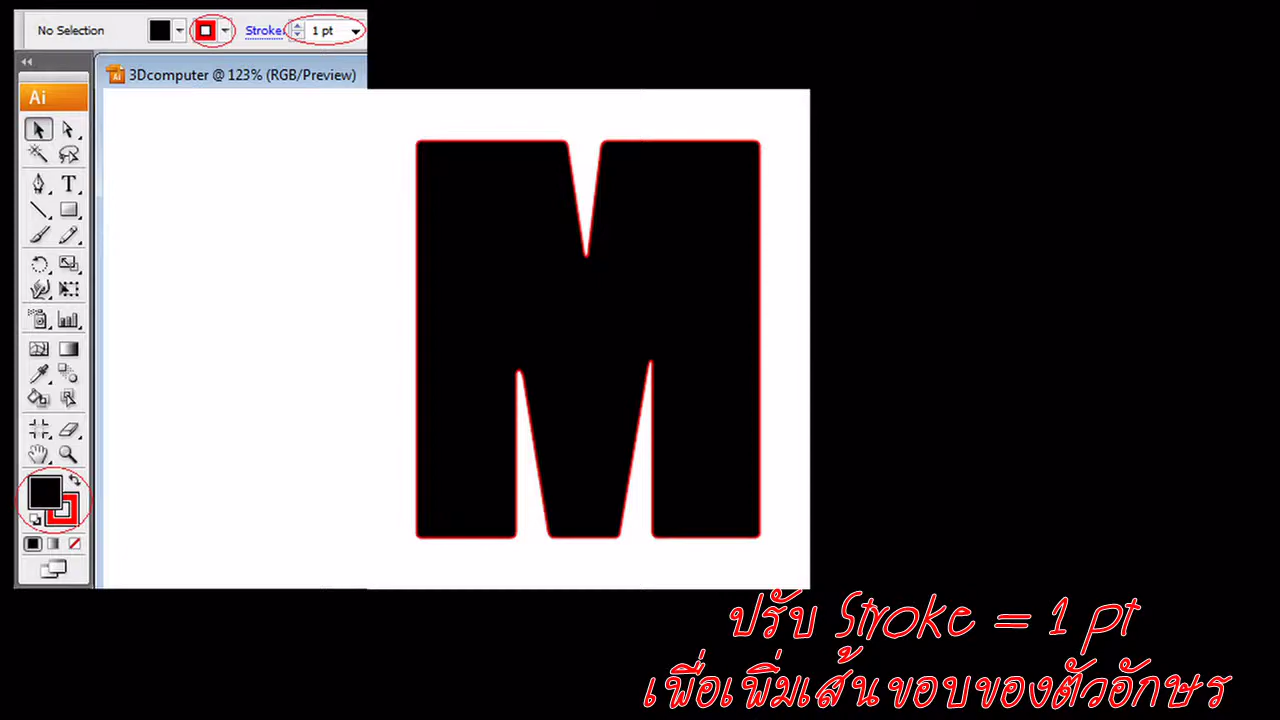 No Selection
Stroke: 1 pt
3Dcomputer @ 123% (RGB/Preview)
Ai
T
M
ปรับ Stroke = 1 pt
เพื่อเพิ่มเส้นขอบของตัวอักษร